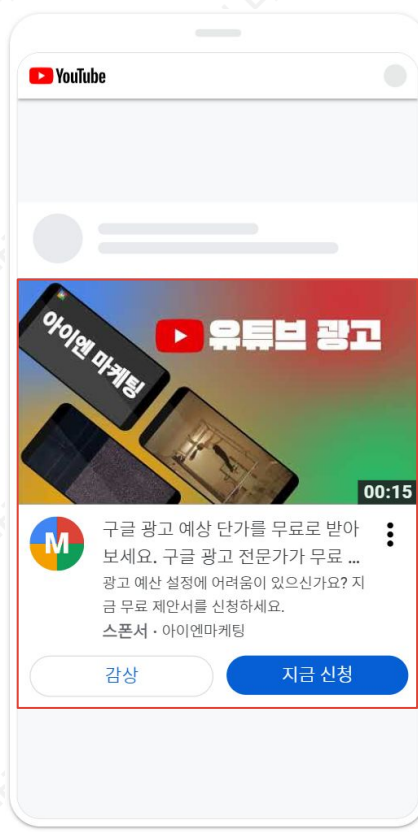 YouTube
아이엔 마케팅
유튜브 광고
00:15
M
구글 광고 예상 단가를 무료로 받아
보세요. 구글 광고 전문가가 무료 ...
광고 예산 설정에 어려움이 있으신가요? 지
금 무료 제안서를 신청하세요.
스폰서 · 아이엔마케팅
감상
지금 신청